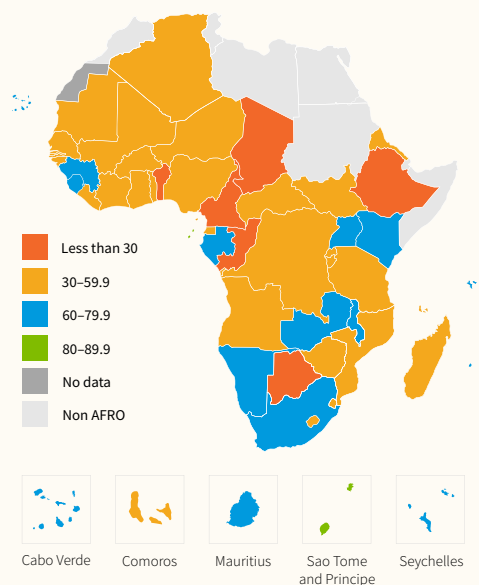 Less than 30
30–59.9
60–79.9
80–89.9
No data
Non AFRO
Cabo Verde
Comoros
Mauritius
Sao Tome
and Principe
Seychelles